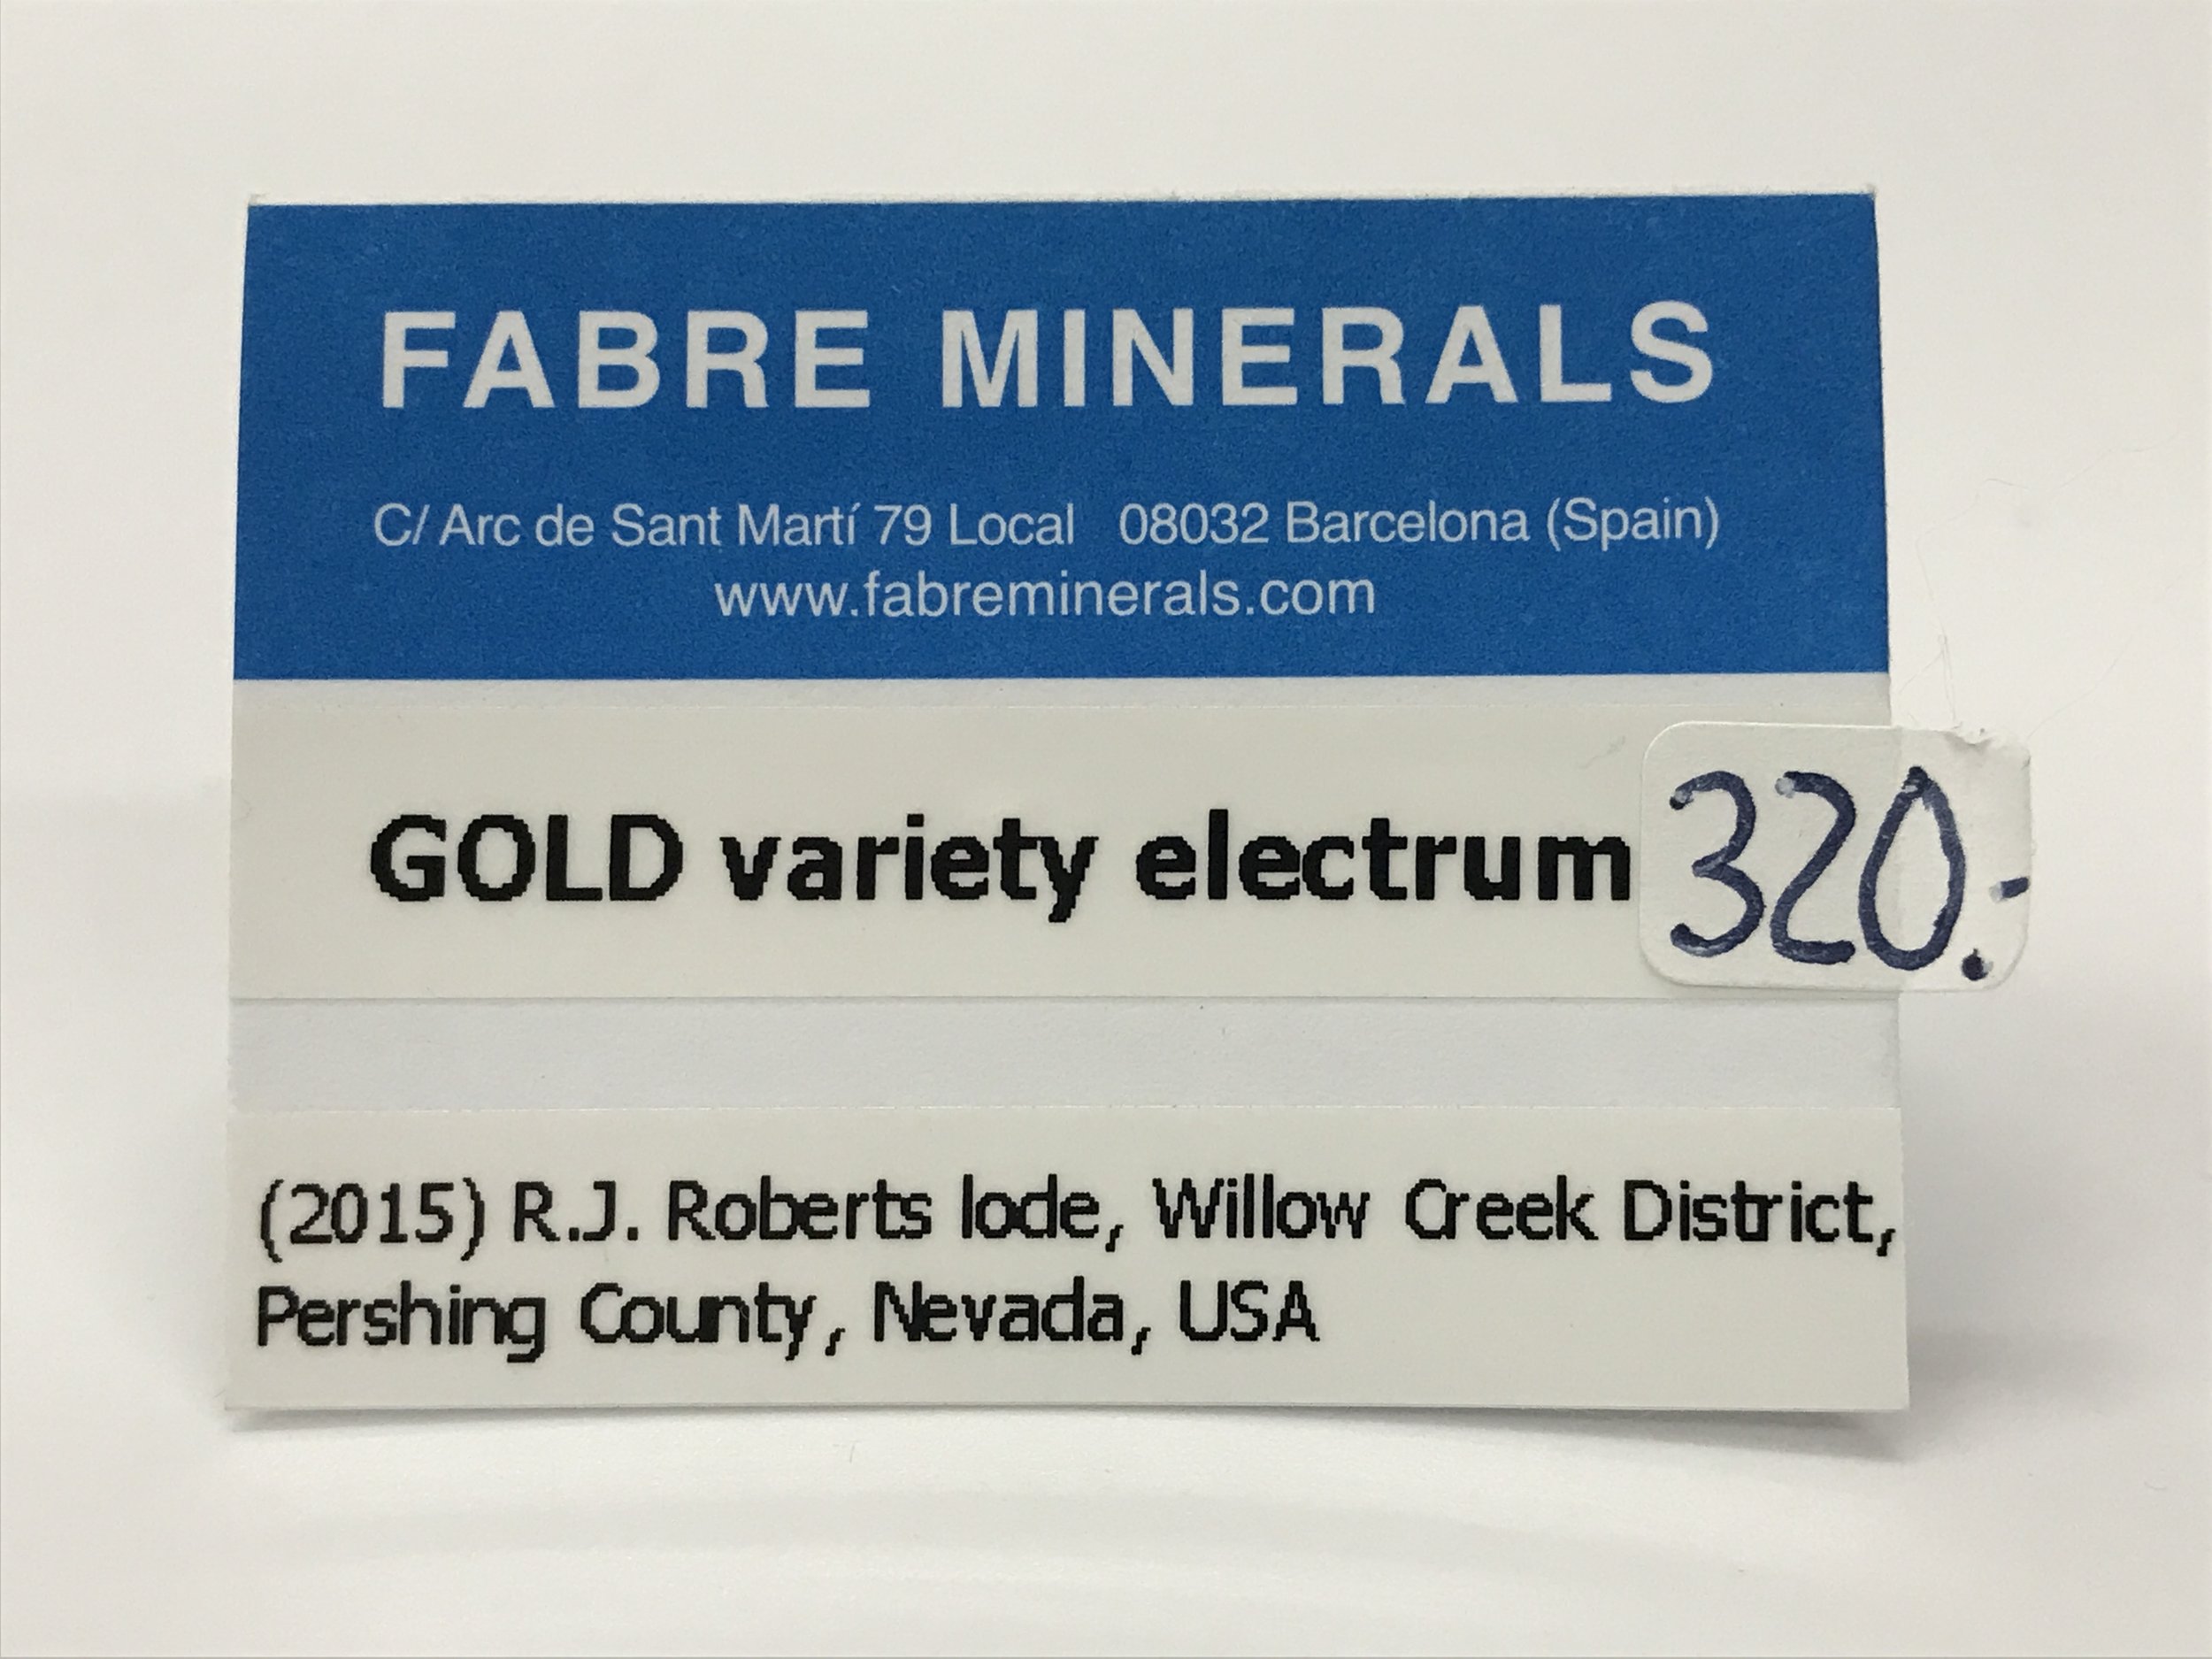 FABRE MINERALS
C/ Arc de Sant Martí 79 Local 08032 Barcelona (Spain)
www.fabreminerals.com
GOLD variety electrum
320.-
(2015) R.J. Roberts lode, Willow Creek District,
Pershing County, Nevada, USA